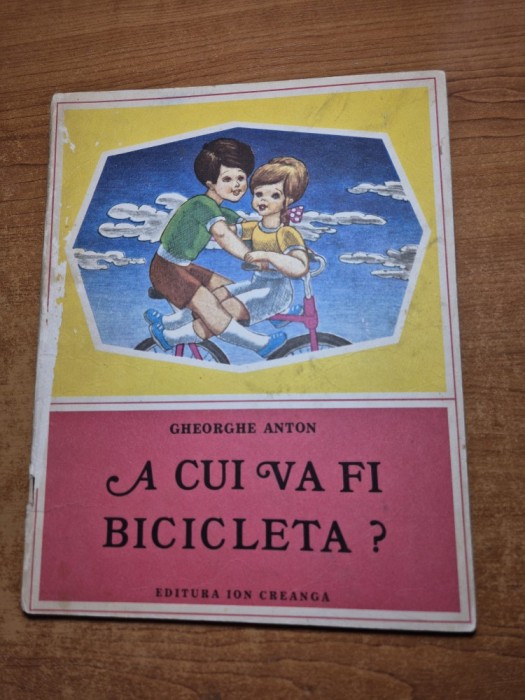 GHEORGHE ANTON
A CUI VA FI
BICICLETA ?
EDITURA ION CREANGA